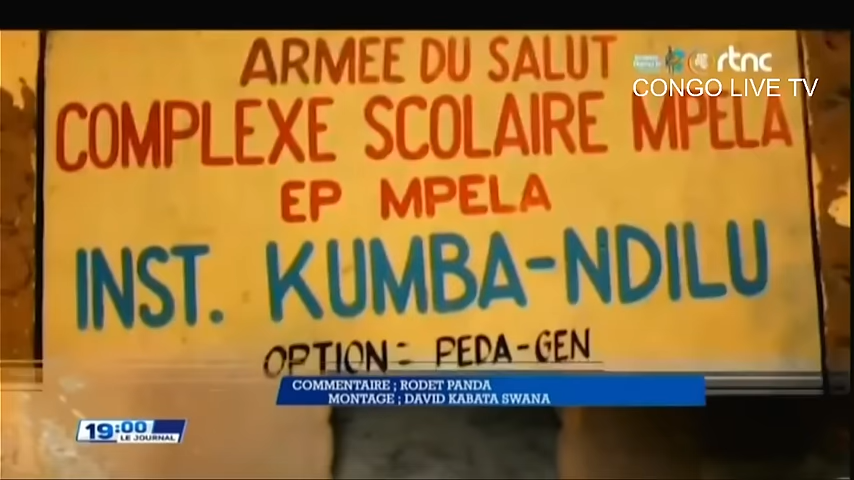 ARMEE DU SALUT
rtnc
CONGO LIVE TV
COMPLEXE SCOLAIRE MPELA
EP MPELA
INST. KUMBA-NDILU
OPTION = PEDA-GEN
COMMENTAIRE ; RODET PANDA
MONTAGE ; DAVID KABATA SWANA
19:00
LE JOURNAL